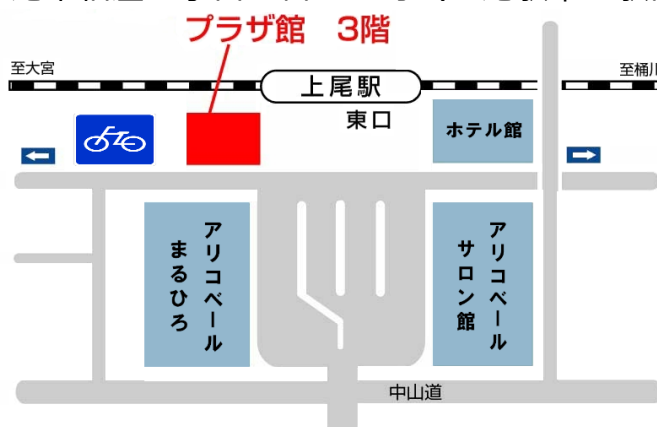 プラザ館 3階
至大宮
上尾駅
至桶川
東口
ホテル館
アリコベール
まるひろ
アリコベール
サロン館
中山道